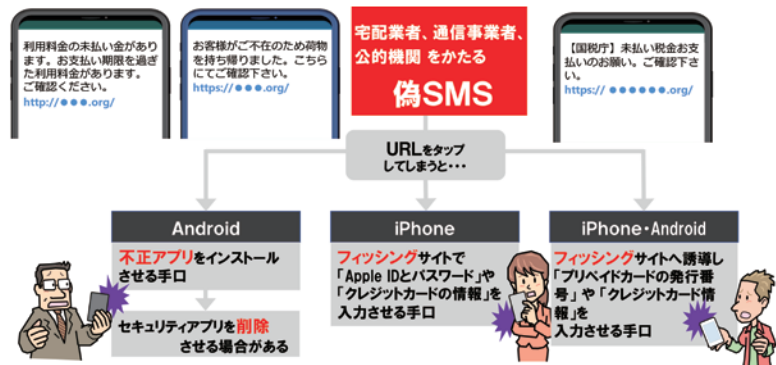 利用料金の未払い金があり
ます。お支払い期限を過ぎ
た利用料金があります。
ご確認ください。
http://●●●.org/
お客様がご不在のため荷物
を持ち帰りました。こちら
にてご確認下さい。
https://●●●.org/
宅配業者、通信事業者、
公的機関 をかたる
偽SMS
【国税庁】未払い税金お支
払いのお願い。ご確認下さ
い。
https://●●●●●●.org/
URLをタップ
してしまうと・・・
Android
不正アプリをインストール
させる手口
セキュリティアプリを削除
させる場合がある
iPhone
フィッシングサイトで
「Apple IDとパスワード」や
「クレジットカードの情報」を
入力させる手口
iPhone・Android
フィッシングサイトへ誘導し
「プリペイドカードの発行番
号」や「クレジットカード情
報」を
入力させる手口